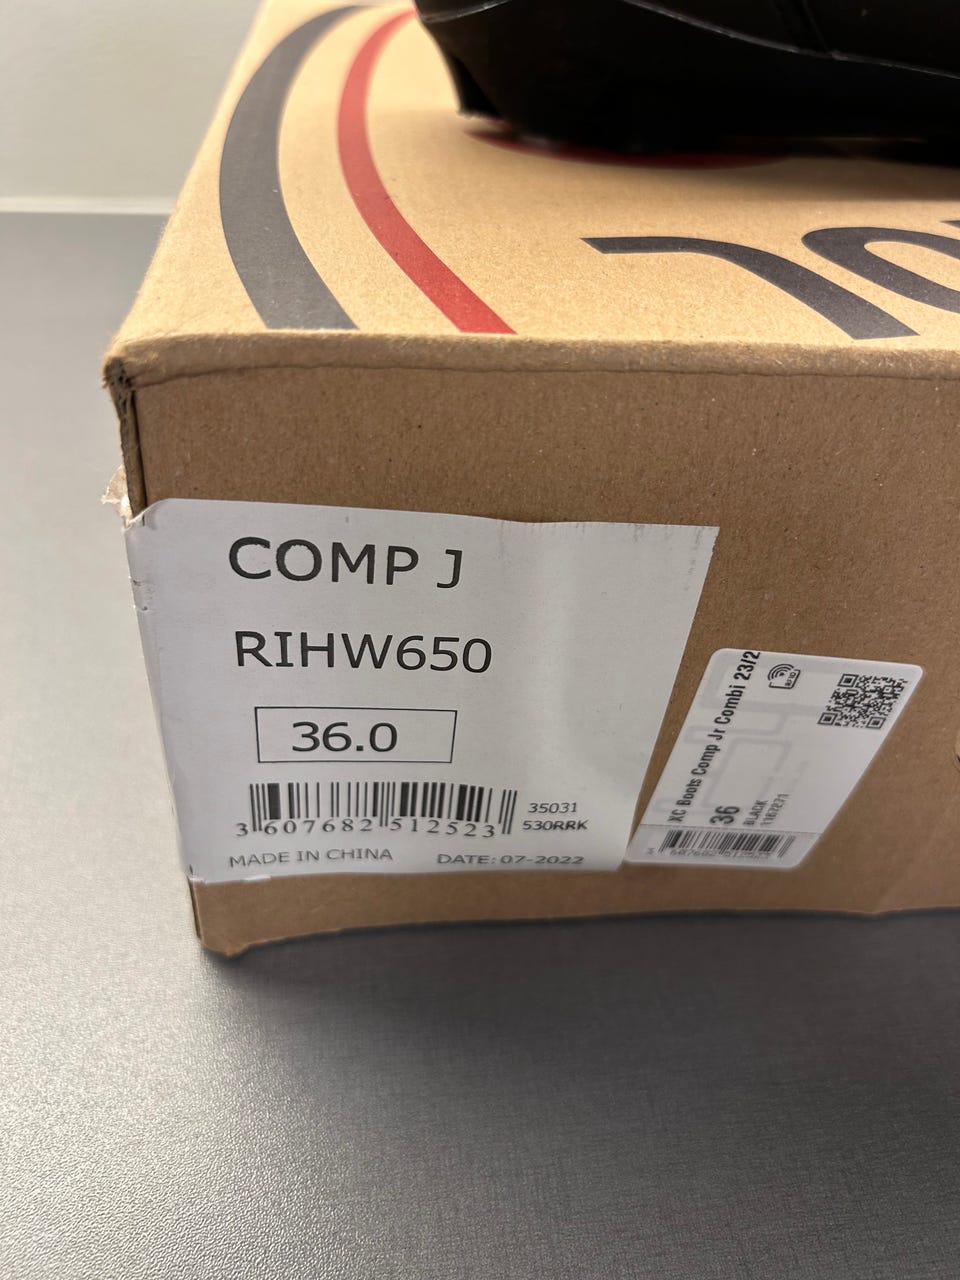 COMP J
RIHW650
36.0
35031
3 607682 512523
530RRK
MADE IN CHINA
DATE: 07-2022
XC Boots Comp Jr Combi 23/2
36
BLACK